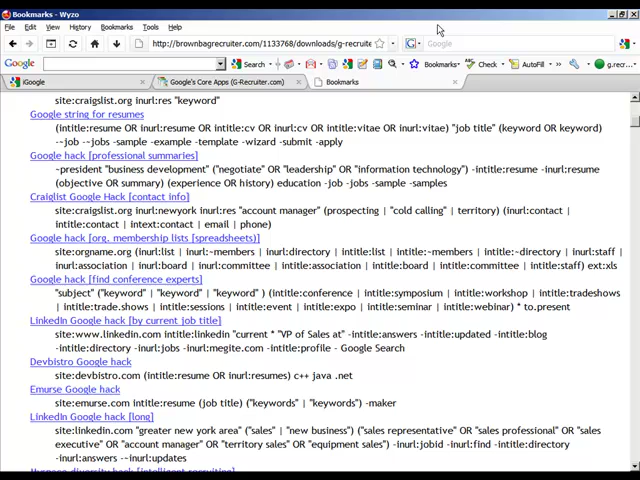 Bookmarks - Wyzo
File Edit View History Bookmarks Tools Help
http://brownbagrecruiter.com/1133768/downloads/g-recruite
Google
Google Search Bookmarks Check AutoFill g.recr...
iGoogle Google's Core Apps (G-Recruiter.com) Bookmarks
site:craigslist.org inurl:res "keyword"
Google string for resumes
(intitle:resume OR inurl:resume OR intitle:cv OR inurl:cv OR intitle:vitae OR inurl:vitae) "job title" (keyword OR keyword)
-~job -~jobs -sample -example -template -wizard -submit -apply
Google hack [professional summaries]
~president "business development" ("negotiate" OR "leadership" OR "information technology") -intitle:resume -inurl:resume
(objective OR summary) (experience OR history) education -job -jobs -sample -samples
Craiglist Google Hack [contact info]
site:craigslist.org inurl:newyork inurl:res "account manager" (prospecting | "cold calling" | territory) (inurl:contact |
intitle:contact | intext:contact | email | phone)
Google hack [org. membership lists (spreadsheets)]
site:orgname.org (inurl:list | inurl:~members | inurl:directory | intitle:list | intitle:~members | intitle:~directory | inurl:staff |
inurl:association | inurl:board | inurl:committee | intitle:association | intitle:board | intitle:committee | intitle:staff) ext:xls
Google hack [find conference experts]
"subject" ("keyword" | "keyword" | "keyword" ) (intitle:conference | intitle:symposium | intitle:workshop | intitle:tradeshows
| intitle:trade.shows | intitle:sessions | intitle:event | intitle:expo | intitle:seminar | intitle:webinar) * to.present
LinkedIn Google hack [by current job title]
site:www.linkedin.com intitle:linkedin "current * "VP of Sales at" -intitle:answers -intitle:updated -intitle:blog
-intitle:directory -inurl:jobs -inurl:megite.com -intitle:profile - Google Search
Devbistro Google hack
site:devbistro.com (intitle:resume OR inurl:resumes) c++ java .net
Emurse Google hack
site:emurse.com intitle:resume (job title) ("keywords" | "keywords") -maker
LinkedIn Google hack [long]
site:linkedin.com "greater new york area" ("sales" | "new business") ("sales representative" OR "sales professional" OR "sales
executive" OR "account manager" OR "territory sales" OR "equipment sales") -inurl:jobid -inurl:find -intitle:directory
-inurl:answers -~inurl:updates